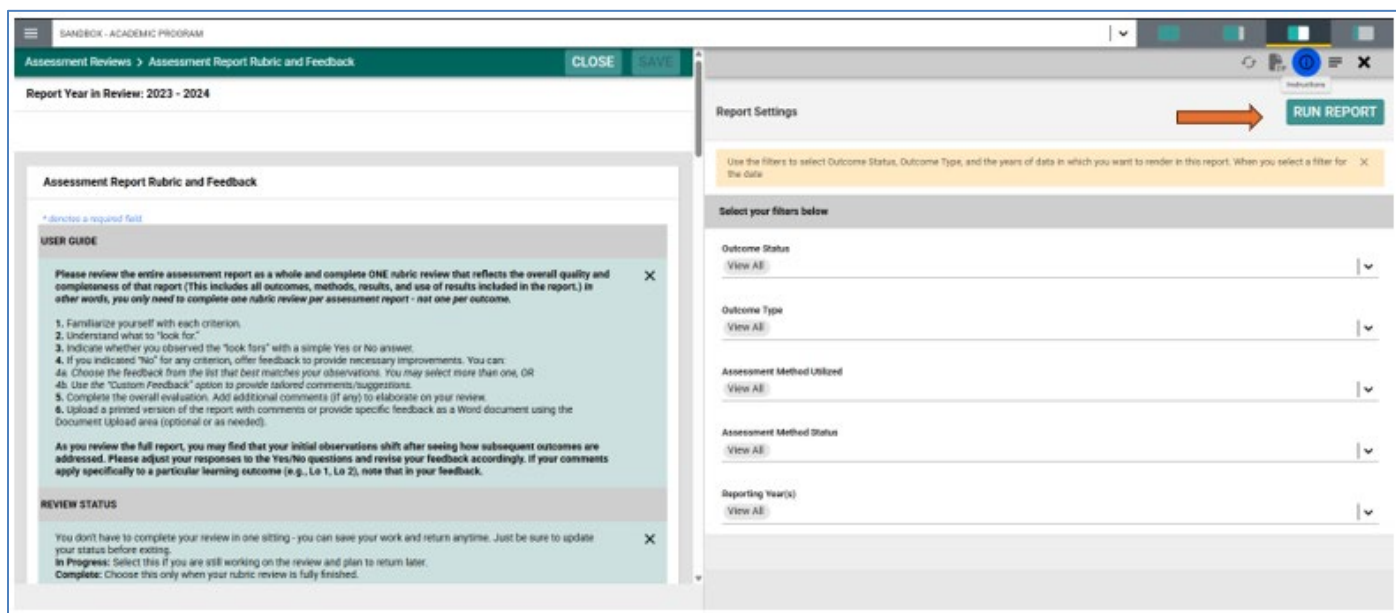 SANDBOX - ACADEMIC PROGRAM
Assessment Reviews > Assessment Report Rubric and Feedback
CLOSE
SAVE
Report Year in Review: 2023 - 2024
Assessment Report Rubric and Feedback
* denotes a required field
USER GUIDE
Please review the entire assessment report as a whole and complete ONE rubric review that reflects the overall quality and
completeness of that report (This includes all outcomes, methods, results, and use of results included in the report.) in
other words, you only need to complete one rubric review per assessment report - not one per outcome.
1. Familiarize yourself with each criterion.
2. Understand what to "look for."
3. Indicate whether you observed the "look fors" with a simple Yes or No answer.
4. If you indicated "No" for any criterion, offer feedback to provide necessary improvements. You can:
4a. Choose the feedback from the list that best matches your observations. You may select more than one, OR
4b. Use the "Custom Feedback" option to provide tailored comments/suggestions.
5. Complete the overall evaluation. Add additional comments (if any) to elaborate on your review.
6. Upload a printed version of the report with comments or provide specific feedback as a Word document using the
Document Upload area (optional or as needed).
As you review the full report, you may find that your initial observations shift after seeing how subsequent outcomes are
addressed. Please adjust your responses to the Yes/No questions and revise your feedback accordingly. If your comments
apply specifically to a particular learning outcome (e.g., Lo 1, Lo 2), note that in your feedback.
REVIEW STATUS
You don't have to complete your review in one sitting - you can save your work and return anytime. Just be sure to update
your status before exiting.
In Progress: Select this if you are still working on the review and plan to return later.
Complete: Choose this only when your rubric review is fully finished.
Instructions
Report Settings
RUN REPORT
Use the filters to select Outcome Status, Outcome Type, and the years of data in which you want to render in this report. When you select a filter for
the data
Select your filters below
Outcome Status
View All
Outcome Type
View All
Assessment Method Utilized
View All
Assessment Method Status
View All
Reporting Year(s)
View All